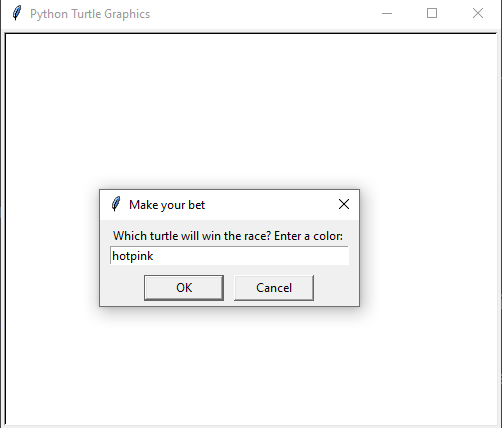 Python Turtle Graphics
Make your bet
Which turtle will win the race? Enter a color:
hotpink
OK Cancel